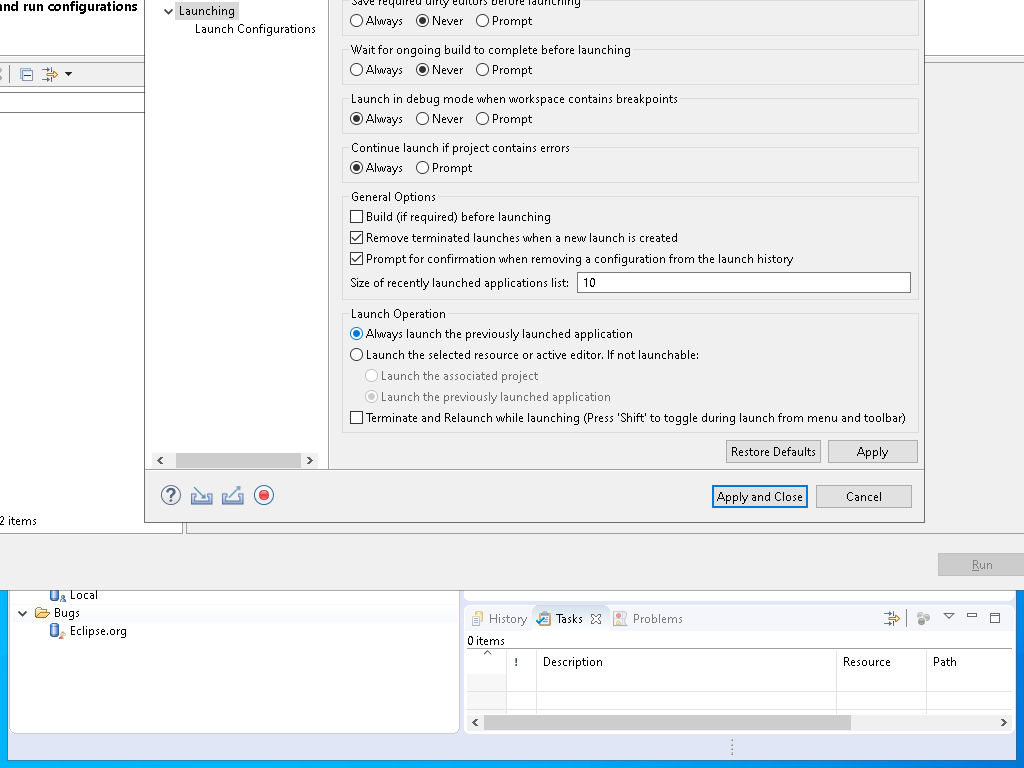 and run configurations
Launching
Launch Configurations
Save required dirty editors before launching
Always Never Prompt
Wait for ongoing build to complete before launching
Always Never Prompt
Launch in debug mode when workspace contains breakpoints
Always Never Prompt
Continue launch if project contains errors
Always Prompt
General Options
Build (if required) before launching
Remove terminated launches when a new launch is created
Prompt for confirmation when removing a configuration from the launch history
Size of recently launched applications list: 10
Launch Operation
Always launch the previously launched application
Launch the selected resource or active editor. If not launchable:
Launch the associated project
Launch the previously launched application
Terminate and Relaunch while launching (Press 'Shift' to toggle during launch from menu and toolbar)
Restore Defaults Apply
Apply and Close Cancel
2 items
Run
Local
Bugs
Eclipse.org
History Tasks Problems
0 items
! Description Resource Path